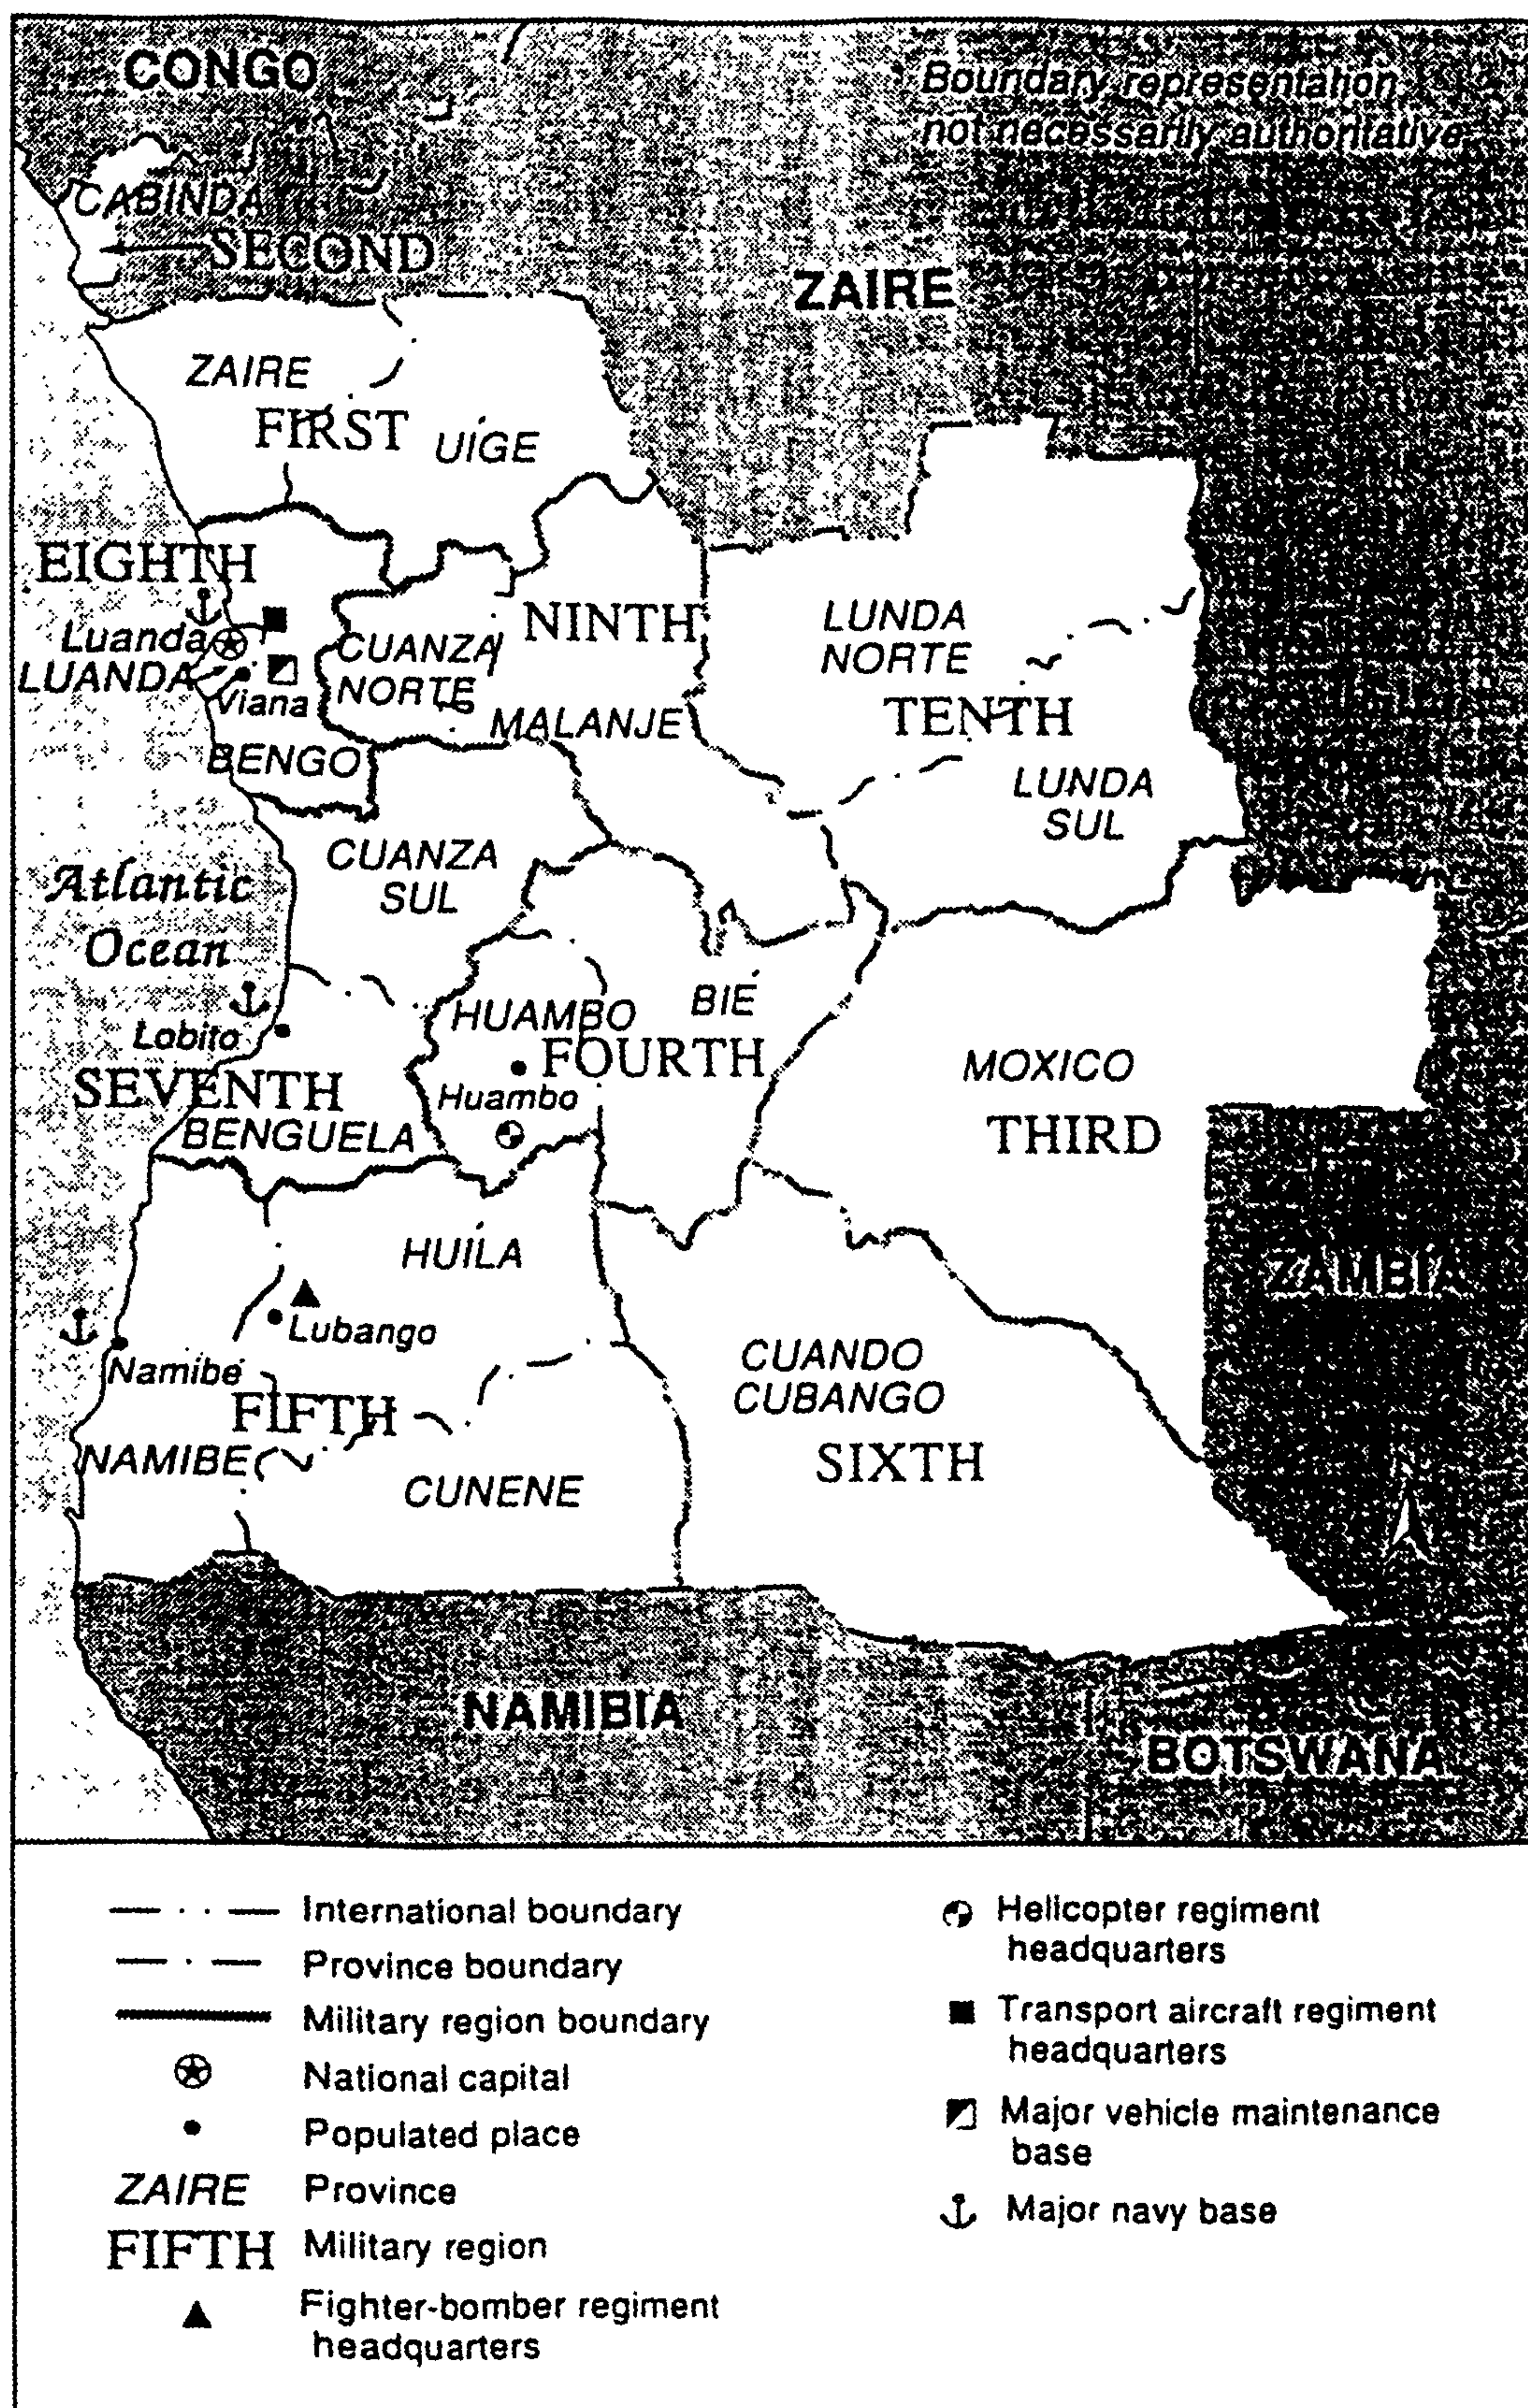 CONGO
Boundary representation
not necessarily authoritative
CABINDA
SECOND
ZAIRE
ZAIRE
FIRST
UÍGE
EIGHTH
NINTH
LUNDA
NORTE
Luanda
CUANZA
NORTE
LUANDA
Viana
TENTH
MALANJE
BENGO
LUNDA
SUL
CUANZA
SUL
Atlantic
Ocean
BIÉ
HUAMBO
Lobito
FOURTH
MOXICO
SEVENTH
Huambo
THIRD
BENGUELA
HUÍLA
ZAMBIA
Lubango
CUANDO
CUBANGO
Namibe
FIFTH
NAMIBE
SIXTH
CUNENE
NAMIBIA
BOTSWANA
International boundary
Province boundary
Military region boundary
National capital
Populated place
ZAIRE Province
FIFTH Military region
Fighter-bomber regiment
headquarters
Helicopter regiment
headquarters
Transport aircraft regiment
headquarters
Major vehicle maintenance
base
Major navy base